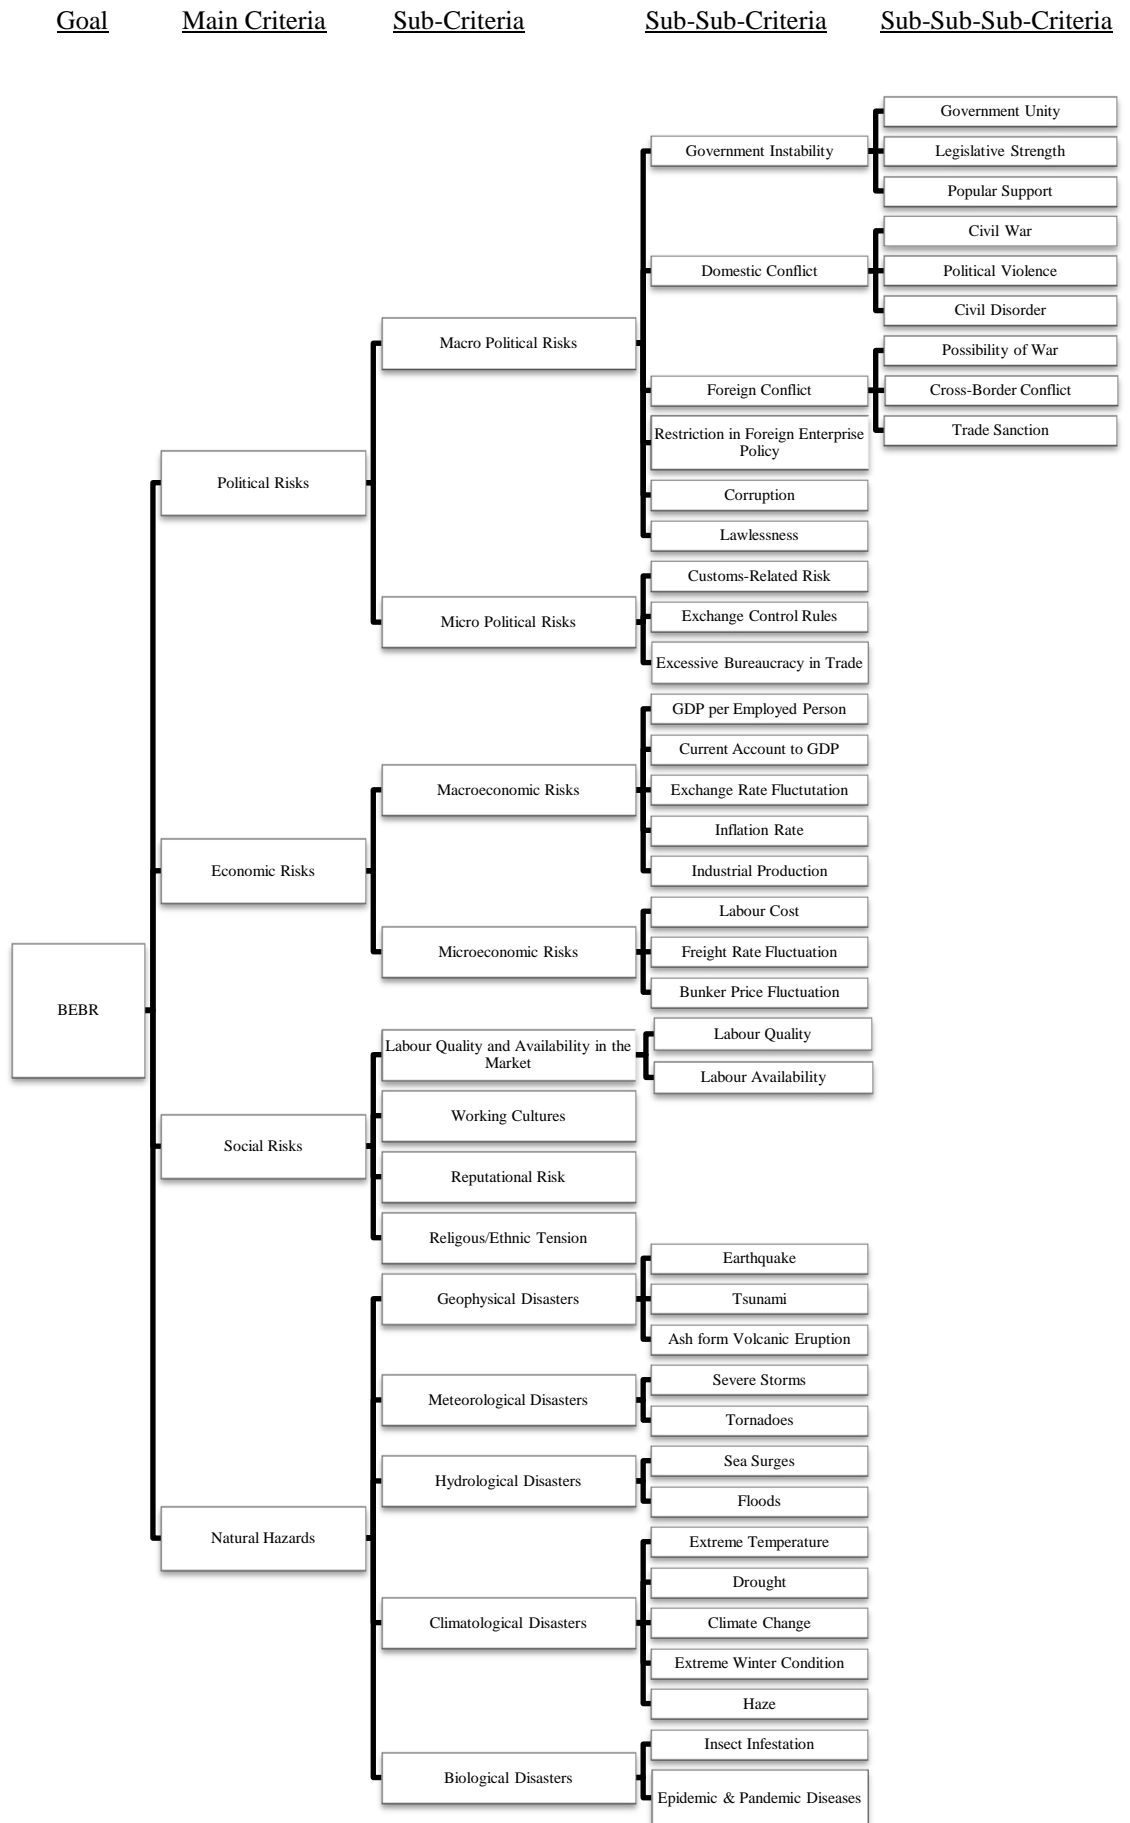 Goal
Main Criteria
Sub-Criteria
Sub-Sub-Criteria
Sub-Sub-Sub-Criteria
Government Unity
Government Instability
Legislative Strength
Popular Support
Civil War
Domestic Conflict
Political Violence
Civil Disorder
Macro Political Risks
Possibility of War
Foreign Conflict
Cross-Border Conflict
Trade Sanction
Restriction in Foreign Enterprise
Policy
Political Risks
Corruption
Lawlessness
Customs-Related Risk
Micro Political Risks
Exchange Control Rules
Excessive Bureaucracy in Trade
GDP per Employed Person
Current Account to GDP
Macroeconomic Risks
Exchange Rate Fluctutation
Inflation Rate
Economic Risks
Industrial Production
Labour Cost
Microeconomic Risks
Freight Rate Fluctuation
Bunker Price Fluctuation
BEBR
Labour Quality and Availability in the
Market
Labour Quality
Labour Availability
Working Cultures
Social Risks
Reputational Risk
Religous/Ethnic Tension
Earthquake
Geophysical Disasters
Tsunami
Ash form Volcanic Eruption
Severe Storms
Meteorological Disasters
Tornadoes
Sea Surges
Hydrological Disasters
Floods
Natural Hazards
Extreme Temperature
Drought
Climatological Disasters
Climate Change
Extreme Winter Condition
Haze
Insect Infestation
Biological Disasters
Epidemic & Pandemic Diseases